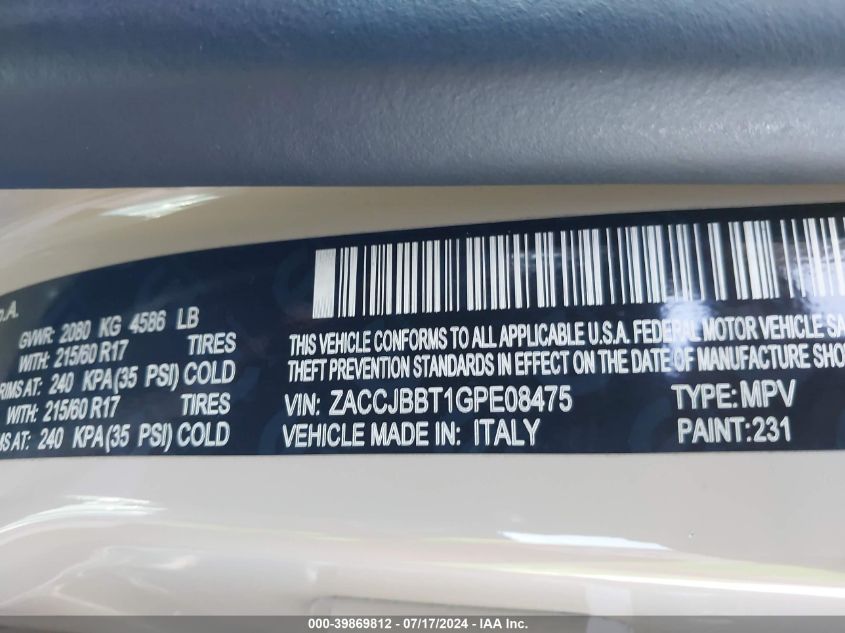 p.A.
GVWR: 2080 KG 4586 LB
WITH: 215/60 R17 TIRES
RIMS AT: 240 KPA(35 PSI) COLD
WITH: 215/60 R17 TIRES
MS AT: 240 KPA(35 PSI) COLD
THIS VEHICLE CONFORMS TO ALL APPLICABLE U.S.A. FEDERAL MOTOR VEHICLE SA
THEFT PREVENTION STANDARDS IN EFFECT ON THE DATE OF MANUFACTURE SHO
VIN: ZACCJBBT1GPE08475 TYPE: MPV
VEHICLE MADE IN: ITALY PAINT: 231
000-39869812 - 07/17/2024 - IAA Inc.